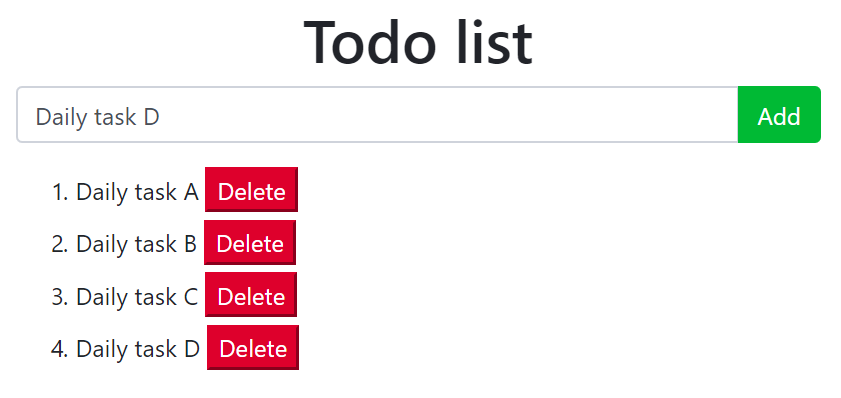 Todo list
Daily task D Add
1. Daily task A Delete
2. Daily task B Delete
3. Daily task C Delete
4. Daily task D Delete